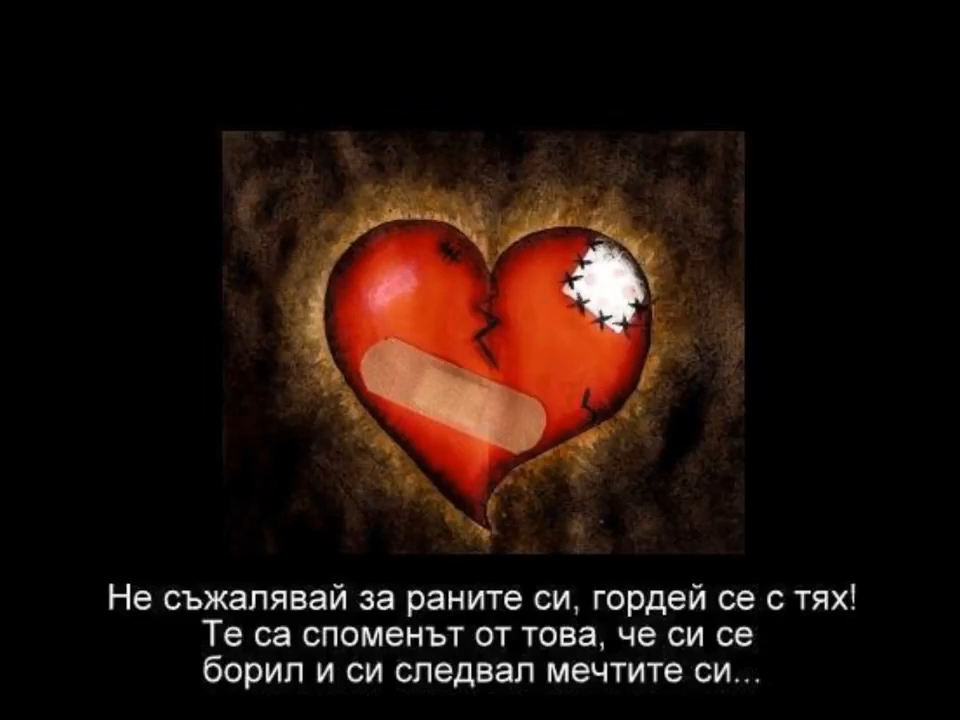 Не съжалявай за раните си, гордей се с тях!
Те са споменът от това, че си се
борил и си следвал мечтите си...